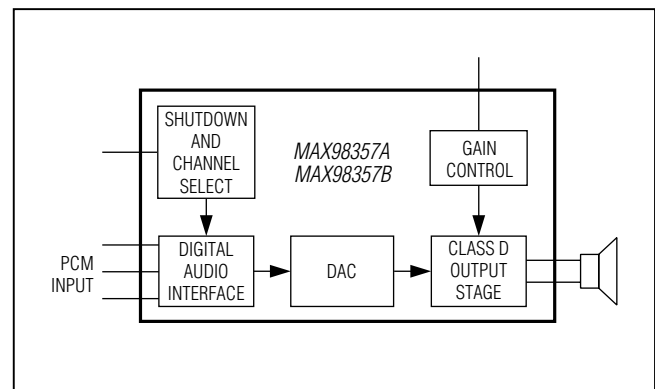 SHUTDOWN
AND
CHANNEL
SELECT
MAX98357A
MAX98357B
GAIN
CONTROL
PCM
INPUT
DIGITAL
AUDIO
INTERFACE
DAC
CLASS D
OUTPUT
STAGE